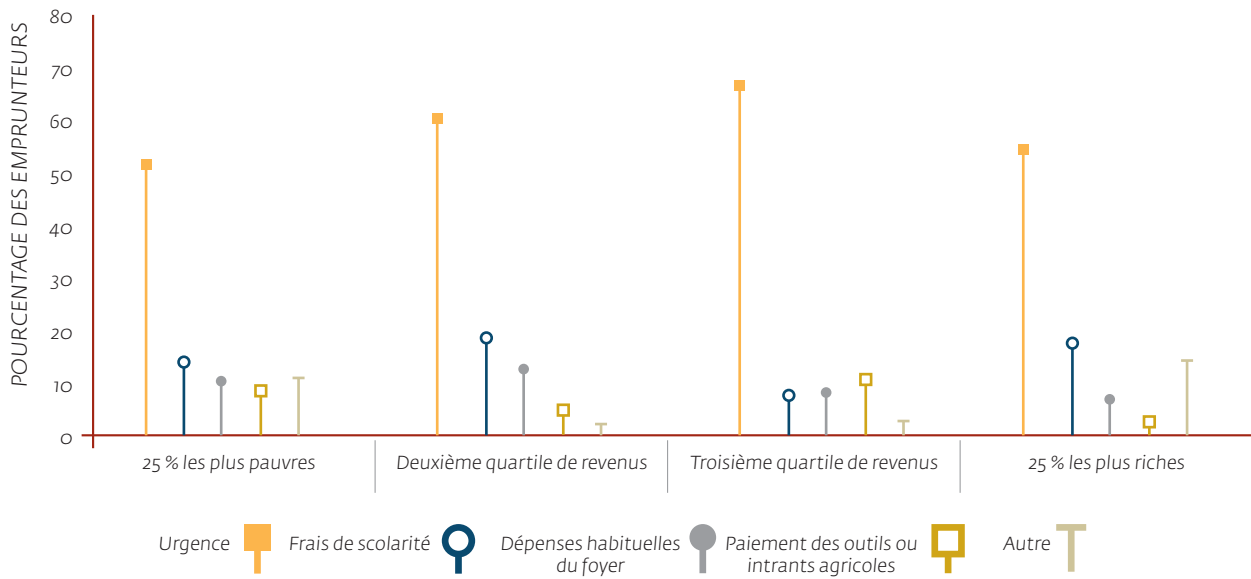 POURCENTAGE DES EMPRUNTEURS
80
70
60
50
40
30
20
10
0
25 % les plus pauvres
Deuxième quartile de revenus
Troisième quartile de revenus
25 % les plus riches
Urgence
Frais de scolarité
Dépenses habituelles
du foyer
Paiement des outils ou
intrants agricoles
Autre